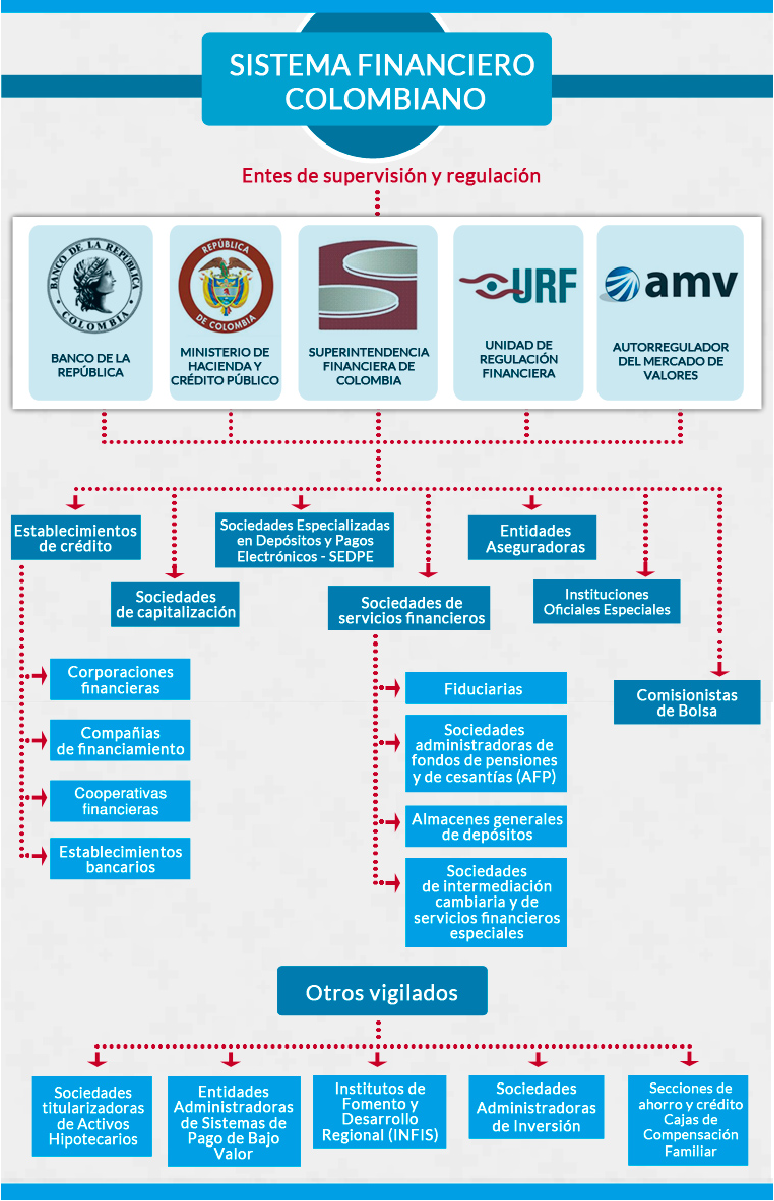 SISTEMA FINANCIERO
COLOMBIANO
Entes de supervisión y regulación
BANCO DE LA REPÚBLICA
COLOMBIA
BANCO DE LA
REPÚBLICA
REPÚBLICA
DE COLOMBIA
MINISTERIO DE
HACIENDA Y
CRÉDITO PÚBLICO
SUPERINTENDENCIA
FINANCIERA DE
COLOMBIA
URF
UNIDAD DE
REGULACIÓN
FINANCIERA
amv
AUTORREGULADOR
DEL MERCADO DE
VALORES
Establecimientos
de crédito
Sociedades
de capitalización
Sociedades Especializadas
en Depósitos y Pagos
Electrónicos - SEDPE
Sociedades de
servicios financieros
Entidades
Aseguradoras
Instituciones
Oficiales Especiales
Comisionistas
de Bolsa
Corporaciones
financieras
Compañias
de financiamiento
Cooperativas
financieras
Establecimientos
bancarios
Fiduciarias
Sociedades
administradoras de
fondos de pensiones
y de cesantías (AFP)
Almacenes generales
de depósitos
Sociedades
de intermediación
cambiaria y de
servicios financieros
especiales
Otros vigilados
Sociedades
titularizadoras
de Activos
Hipotecarios
Entidades
Administradoras
de Sistemas de
Pago de Bajo
Valor
Institutos de
Fomento y
Desarrollo
Regional (INFIS)
Sociedades
Administradoras
de Inversión
Secciones de
ahorro y crédito
Cajas de
Compensación
Familiar